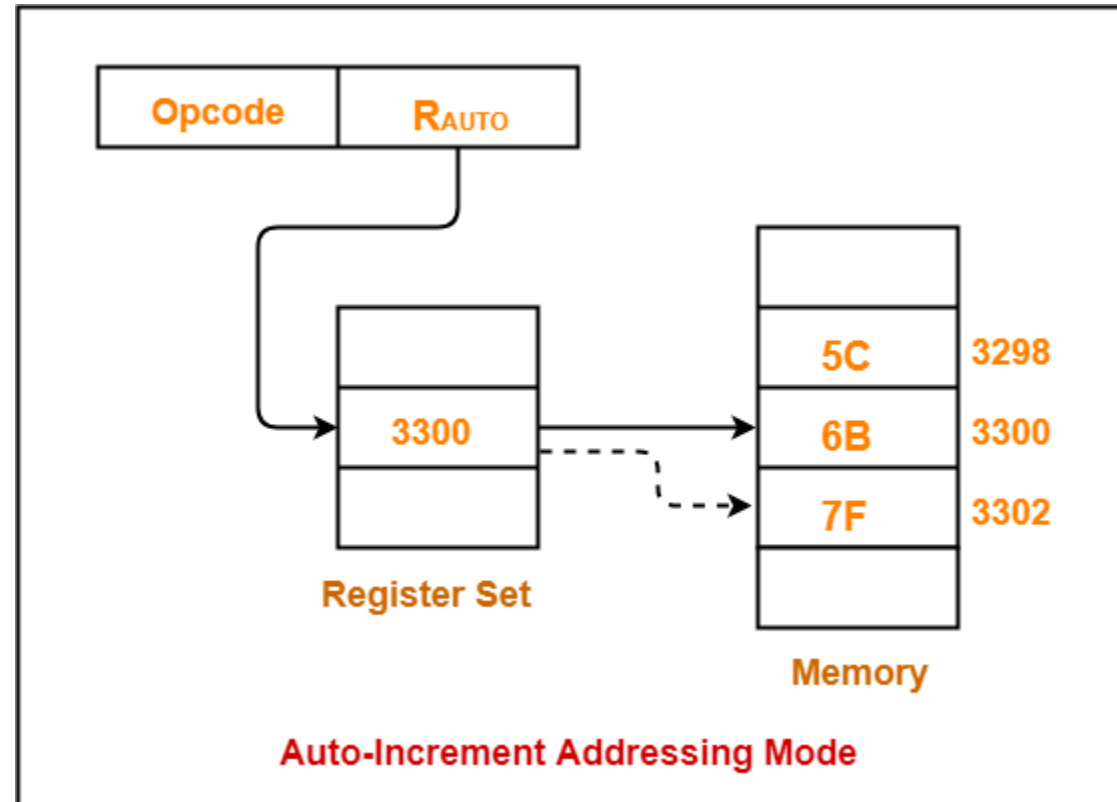 Opcode RAUTO
5C 3298
3300 6B 3300
7F 3302
Register Set
Memory
Auto-Increment Addressing Mode